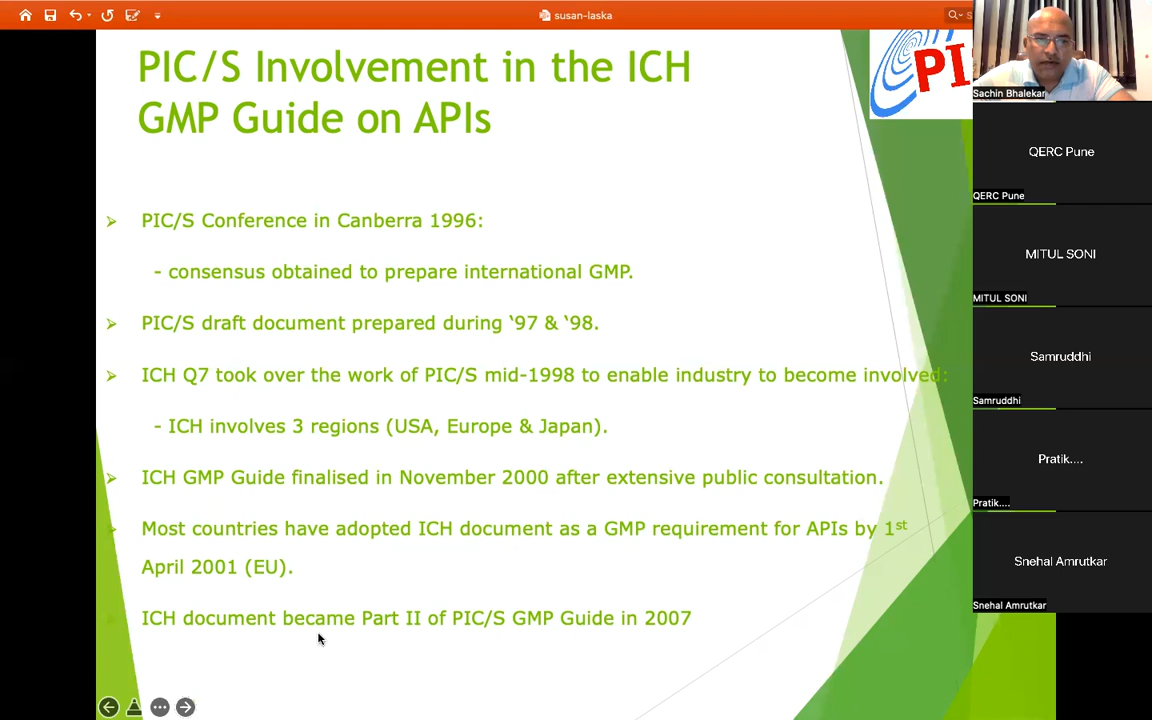 susan-laska
S
PIC/S Involvement in the ICH
GMP Guide on APIs
PI
➢ PIC/S Conference in Canberra 1996:
- consensus obtained to prepare international GMP.
➢ PIC/S draft document prepared during ‘97 & ‘98.
➢ ICH Q7 took over the work of PIC/S mid-1998 to enable industry to become involved:
- ICH involves 3 regions (USA, Europe & Japan).
➢ ICH GMP Guide finalised in November 2000 after extensive public consultation.
➢ Most countries have adopted ICH document as a GMP requirement for APIs by 1st
April 2001 (EU).
➢ ICH document became Part II of PIC/S GMP Guide in 2007
Sachin Bhalekar
QERC Pune
QERC Pune
MITUL SONI
MITUL SONI
Samruddhi
Samruddhi
Pratik....
Pratik....
Snehal Amrutkar
Snehal Amrutkar